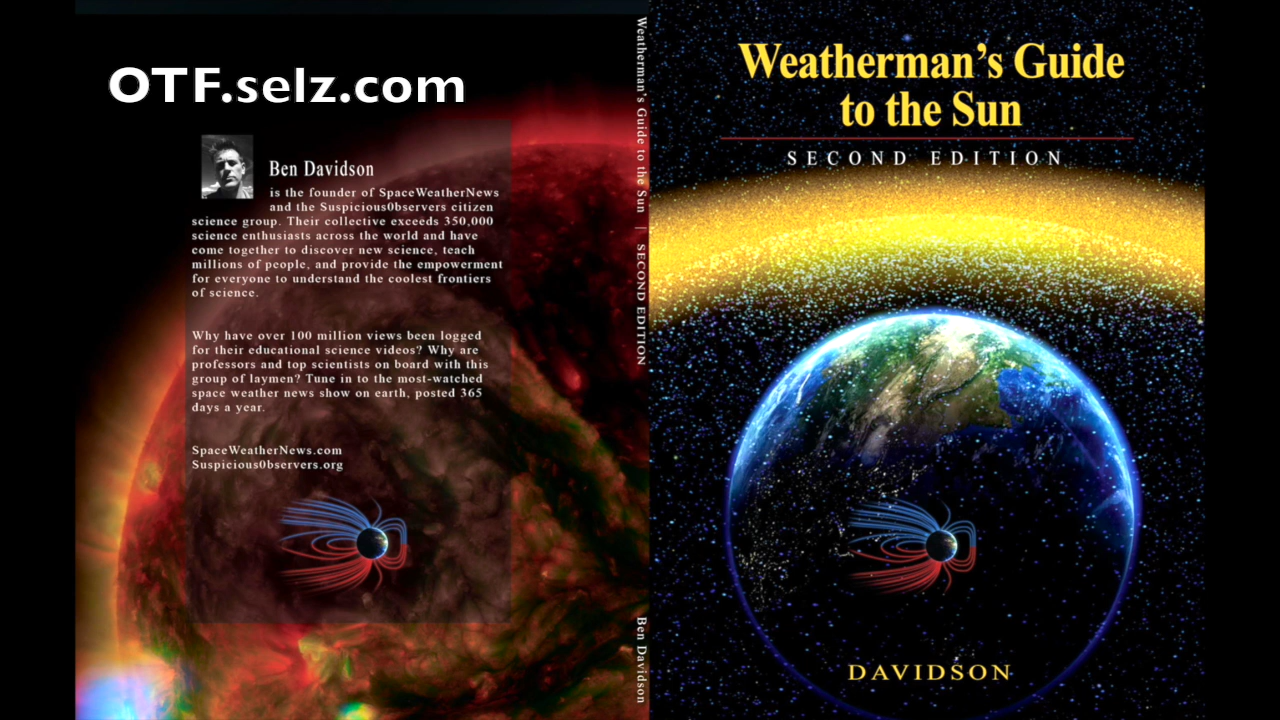 OTF.selz.com
Ben Davidson
is the founder of SpaceWeatherNews
and the Suspicious0bservers citizen
science group. Their collective exceeds 350,000
science enthusiasts across the world and have
come together to discover new science, teach
millions of people, and provide the empowerment
for everyone to understand the coolest frontiers
of science.
Why have over 100 million views been logged
for their educational science videos? Why are
professors and top scientists on board with this
group of laymen? Tune in to the most-watched
space weather news show on earth, posted 365
days a year.
SpaceWeatherNews.com
Suspicious0bservers.org
Weatherman's Guide to the Sun | SECOND EDITION
Ben Davidson
Weatherman's Guide
to the Sun
SECOND EDITION
DAVIDSON